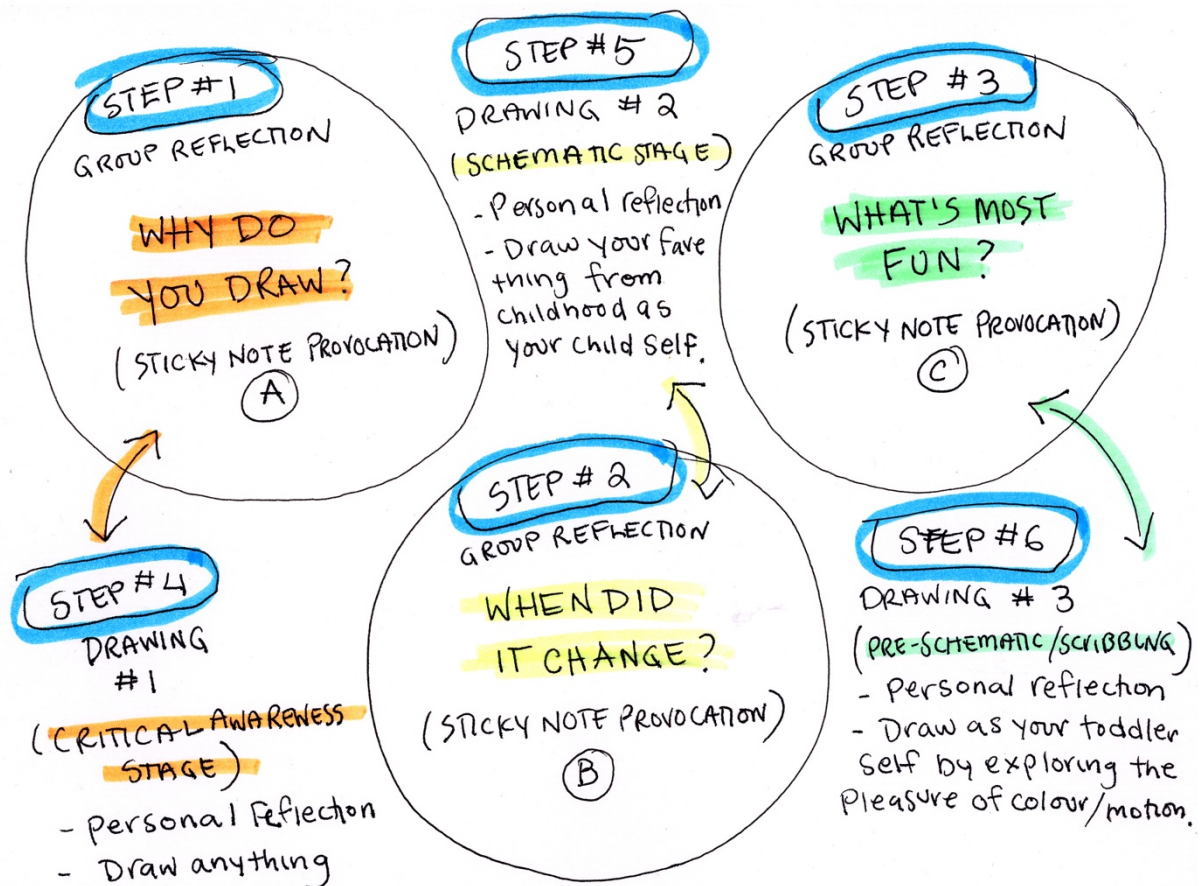 STEP #1
GROUP REFLECTION
WHY DO
YOU DRAW?
(STICKY NOTE PROVOCATION)
A
STEP #5
DRAWING # 2
(SCHEMATIC STAGE)
- Personal reflection
- Draw your fave
thing from
childhood as
your child self.
STEP #3
GROUP REFLECTION
WHAT'S MOST
FUN?
(STICKY NOTE PROVOCATION)
C
STEP #4
DRAWING
#1
(CRITICAL AWARENESS
STAGE)
- personal reflection
- Draw anything
STEP #2
GROUP REFLECTION
WHEN DID
IT CHANGE?
(STICKY NOTE PROVOCATION)
B
STEP #6
DRAWING # 3
(PRE-SCHEMATIC/SCRIBBLING)
- Personal reflection
- Draw as your toddler
self by exploring the
pleasure of colour/motion.